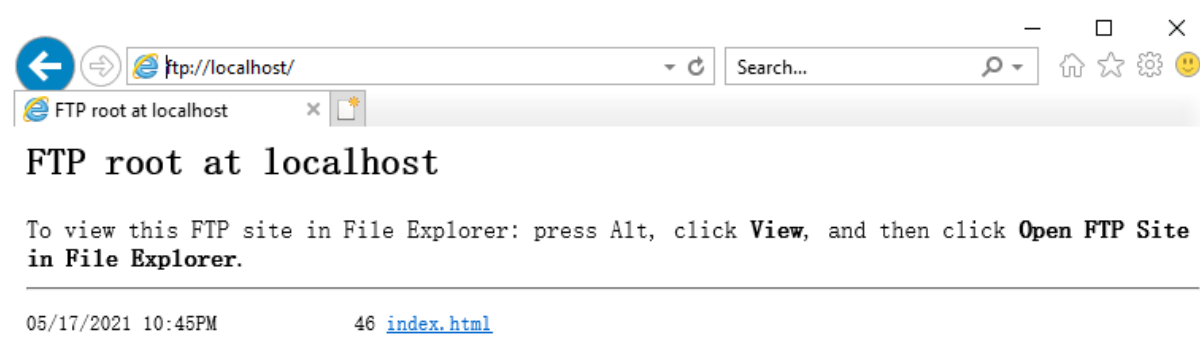 ftp://localhost/
Search...
FTP root at localhost
FTP root at localhost
To view this FTP site in File Explorer: press Alt, click View, and then click Open FTP Site
in File Explorer.
05/17/2021 10:45PM 46 index.html